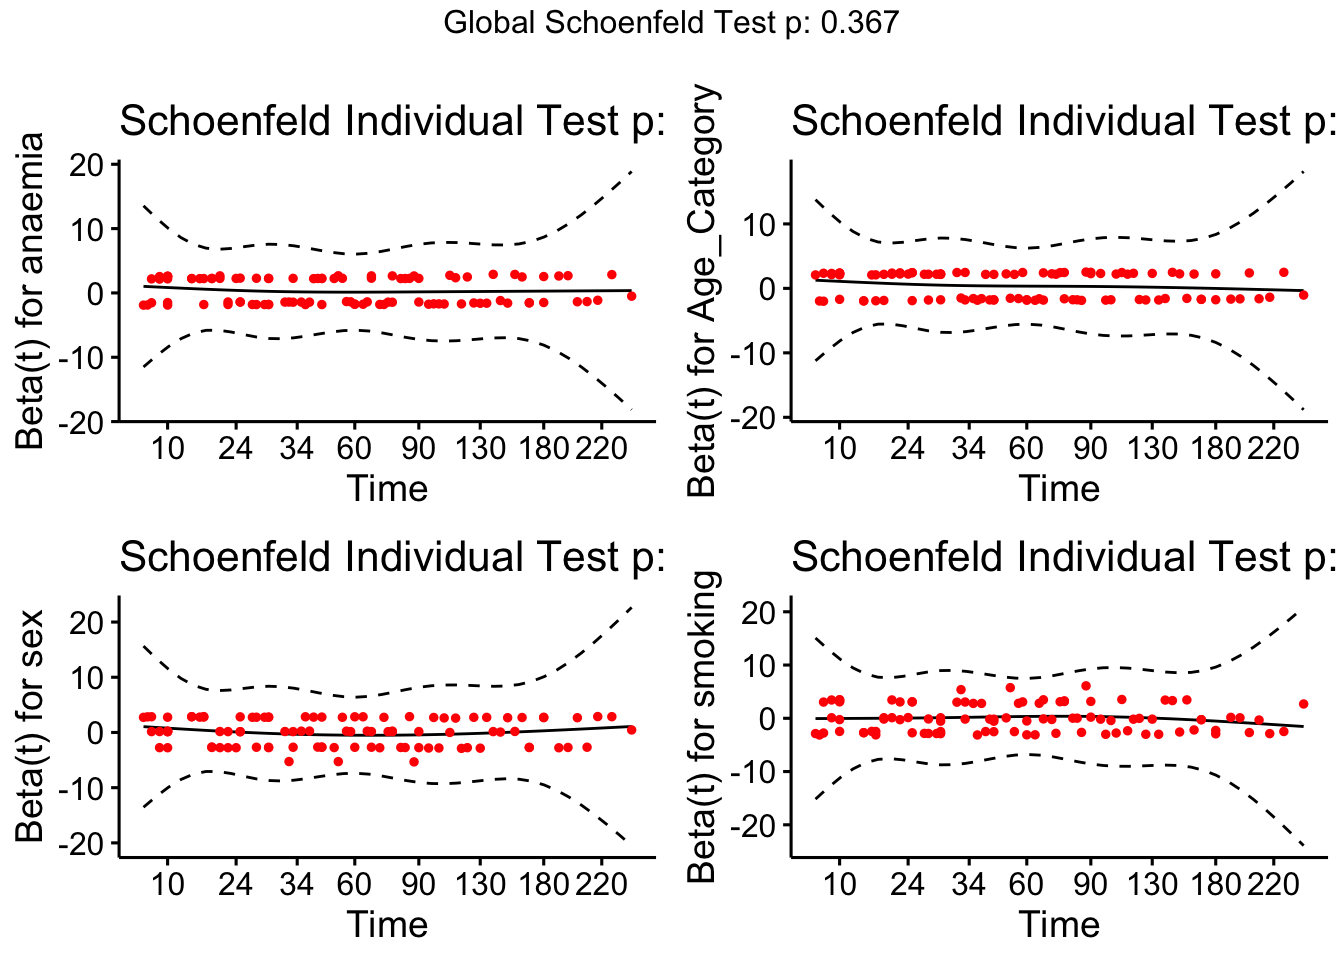 Global Schoenfeld Test p: 0.367
Schoenfeld Individual Test p:
Beta(t) for anaemia
20
10
0
-10
-20
10 24 34 60 90 130 180 220
Time
Schoenfeld Individual Test p:
Beta(t) for Age_Category
10
0
-10
-20
10 24 34 60 90 130 180 220
Time
Schoenfeld Individual Test p:
Beta(t) for sex
20
10
0
-10
-20
10 24 34 60 90 130 180 220
Time
Schoenfeld Individual Test p:
Beta(t) for smoking
20
10
0
-10
-20
10 24 34 60 90 130 180 220
Time